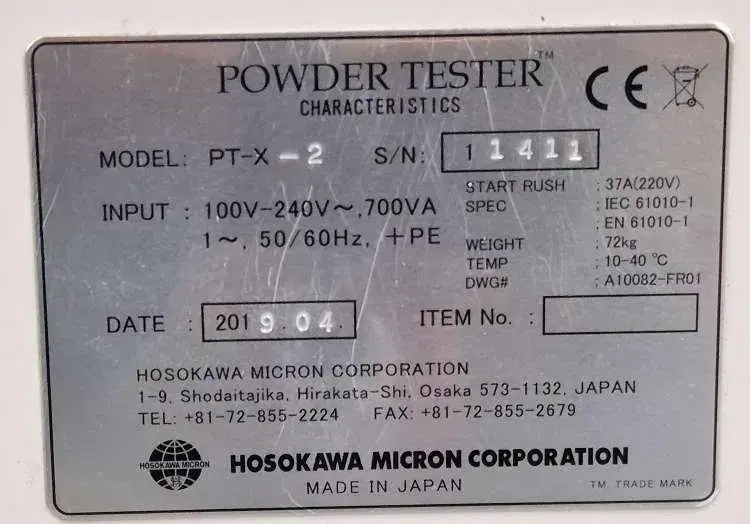 POWDER TESTER™
CHARACTERISTICS
CE
MODEL: PT-X-2 S/N: 11411
INPUT : 100V-240V～,700VA
1～, 50/60Hz, +PE
START RUSH : 37A(220V)
SPEC : IEC 61010-1
: EN 61010-1
WEIGHT : 72kg
TEMP : 10-40 ℃
DWG# : A10082-FR01
DATE : 2019.04. ITEM No. :
HOSOKAWA MICRON CORPORATION
1-9, Shodaitajika, Hirakata-Shi, Osaka 573-1132, JAPAN
TEL: +81-72-855-2224 FAX: +81-72-855-2679
HOSOKAWA MICRON
HOSOKAWA MICRON CORPORATION
MADE IN JAPAN
TM. TRADE MARK